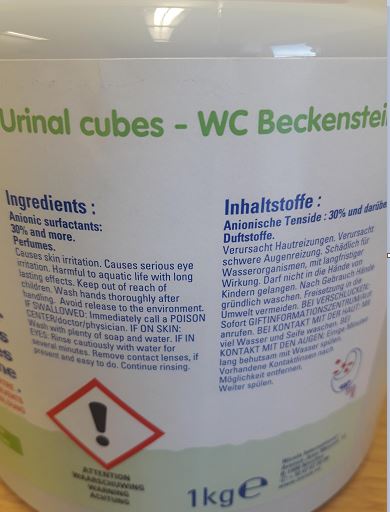 Urinal cubes - WC Beckenstei
Ingredients :
Anionic surfactants:
30% and more.
Perfumes.
Causes skin irritation. Causes serious eye
irritation. Harmful to aquatic life with long
lasting effects. Keep out of reach of
children. Wash hands thoroughly after
handling. Avoid release to the environment.
IF SWALLOWED: Immediately call a POISON
CENTER/doctor/physician. IF ON SKIN:
Wash with plenty of soap and water. IF IN
EYES: Rinse cautiously with water for
several minutes. Remove contact lenses, if
present and easy to do. Continue rinsing.
Inhaltstoffe :
Anionische Tenside : 30% und darübe
Duftstoffe.
Verursacht Hautreizungen. Verursacht
schwere Augenreizung. Schädlich für
Wasserorganismen, mit langfristiger
Wirkung. Darf nicht in die Hände von
Kindern gelangen. Nach Gebrauch Hände
gründlich waschen. Freisetzung in die
Umwelt vermeiden. BEI VERSCHLUCKEN:
Sofort GIFTINFORMATIONSZENTRUM/Arzt
anrufen. BEI KONTAKT MIT DER HAUT: Mit
viel Wasser und Seife waschen. BEI
KONTAKT MIT DEN AUGEN: Einige Minuten
lang behutsam mit Wasser spülen.
Vorhandene Kontaktlinsen nach
Möglichkeit entfernen.
Weiter spülen.
ATTENTION
WAARSCHUWING
WARNING
ACHTUNG
1kg e